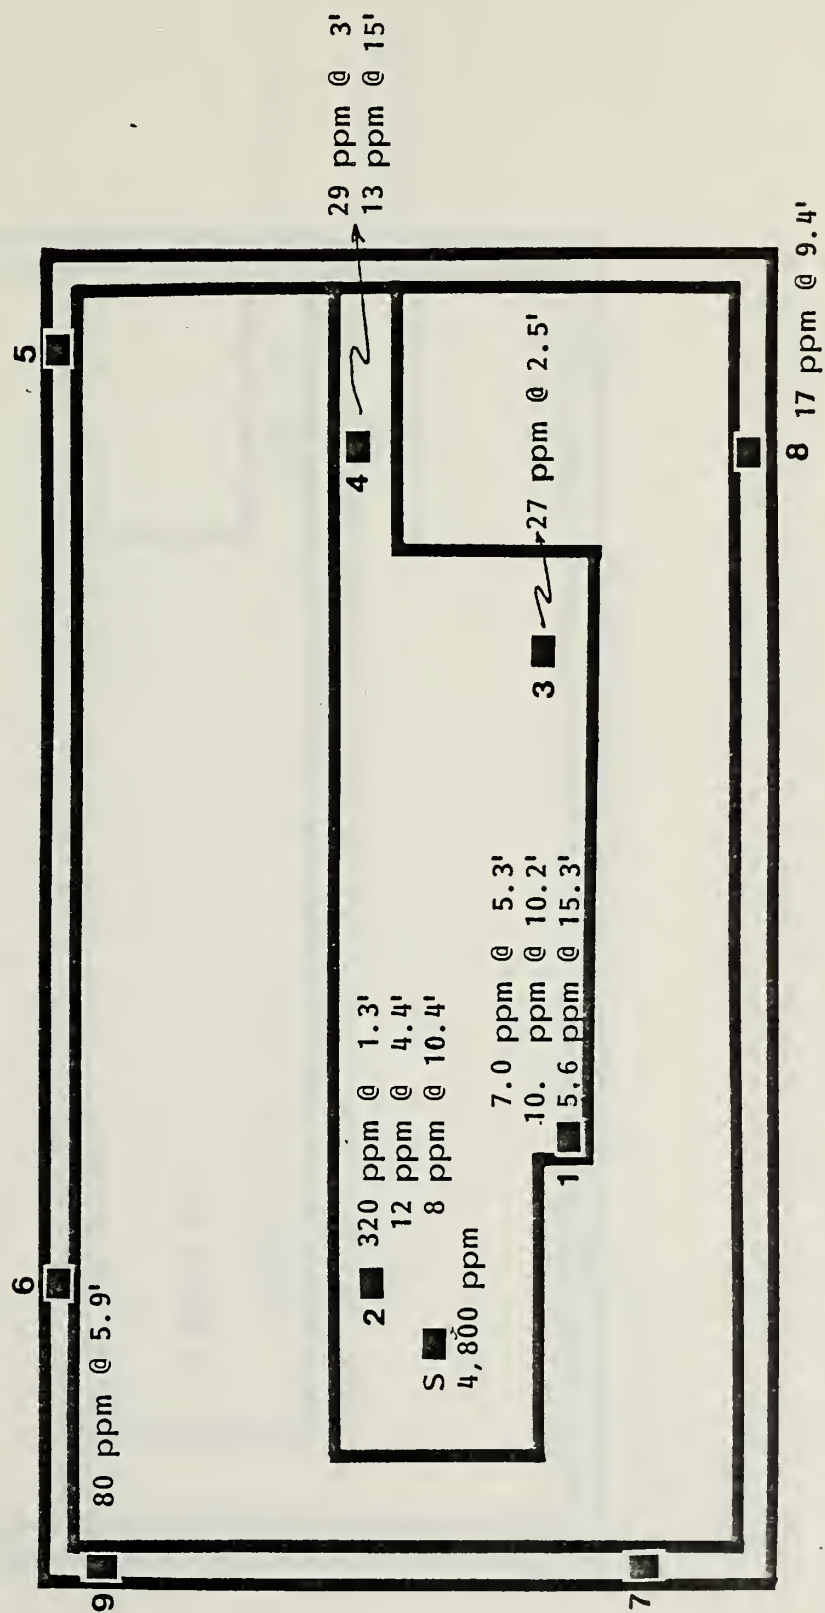 6
5
9
80 ppm @ 5.9'
29 ppm @ 3'
13 ppm @ 15'
4
2
320 ppm @ 1.3'
12 ppm @ 4.4'
8 ppm @ 10.4'
S
4,800 ppm
7.0 ppm @ 5.3'
10. ppm @ 10.2'
5.6 ppm @ 15.3'
1
3
27 ppm @ 2.5'
7
8
17 ppm @ 9.4'